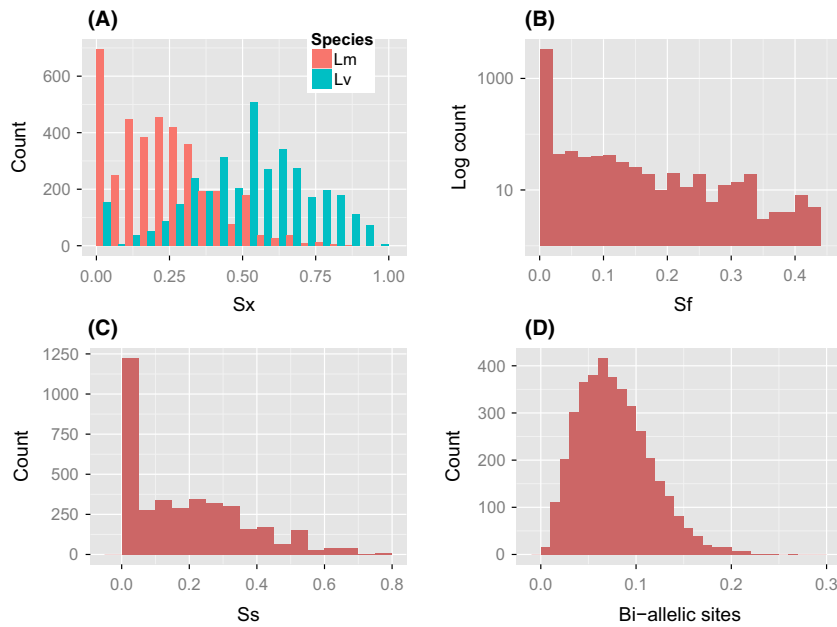 (A)
Species
Lm
Lv
Count
600
400
200
0
0.00 0.25 0.50 0.75 1.00
Sx
(B)
Log count
1000
10
0.0 0.1 0.2 0.3 0.4
Sf
(C)
Count
1250
1000
750
500
250
0
0.0 0.2 0.4 0.6 0.8
Ss
(D)
Count
400
300
200
100
0
0.0 0.1 0.2 0.3
Bi−allelic sites